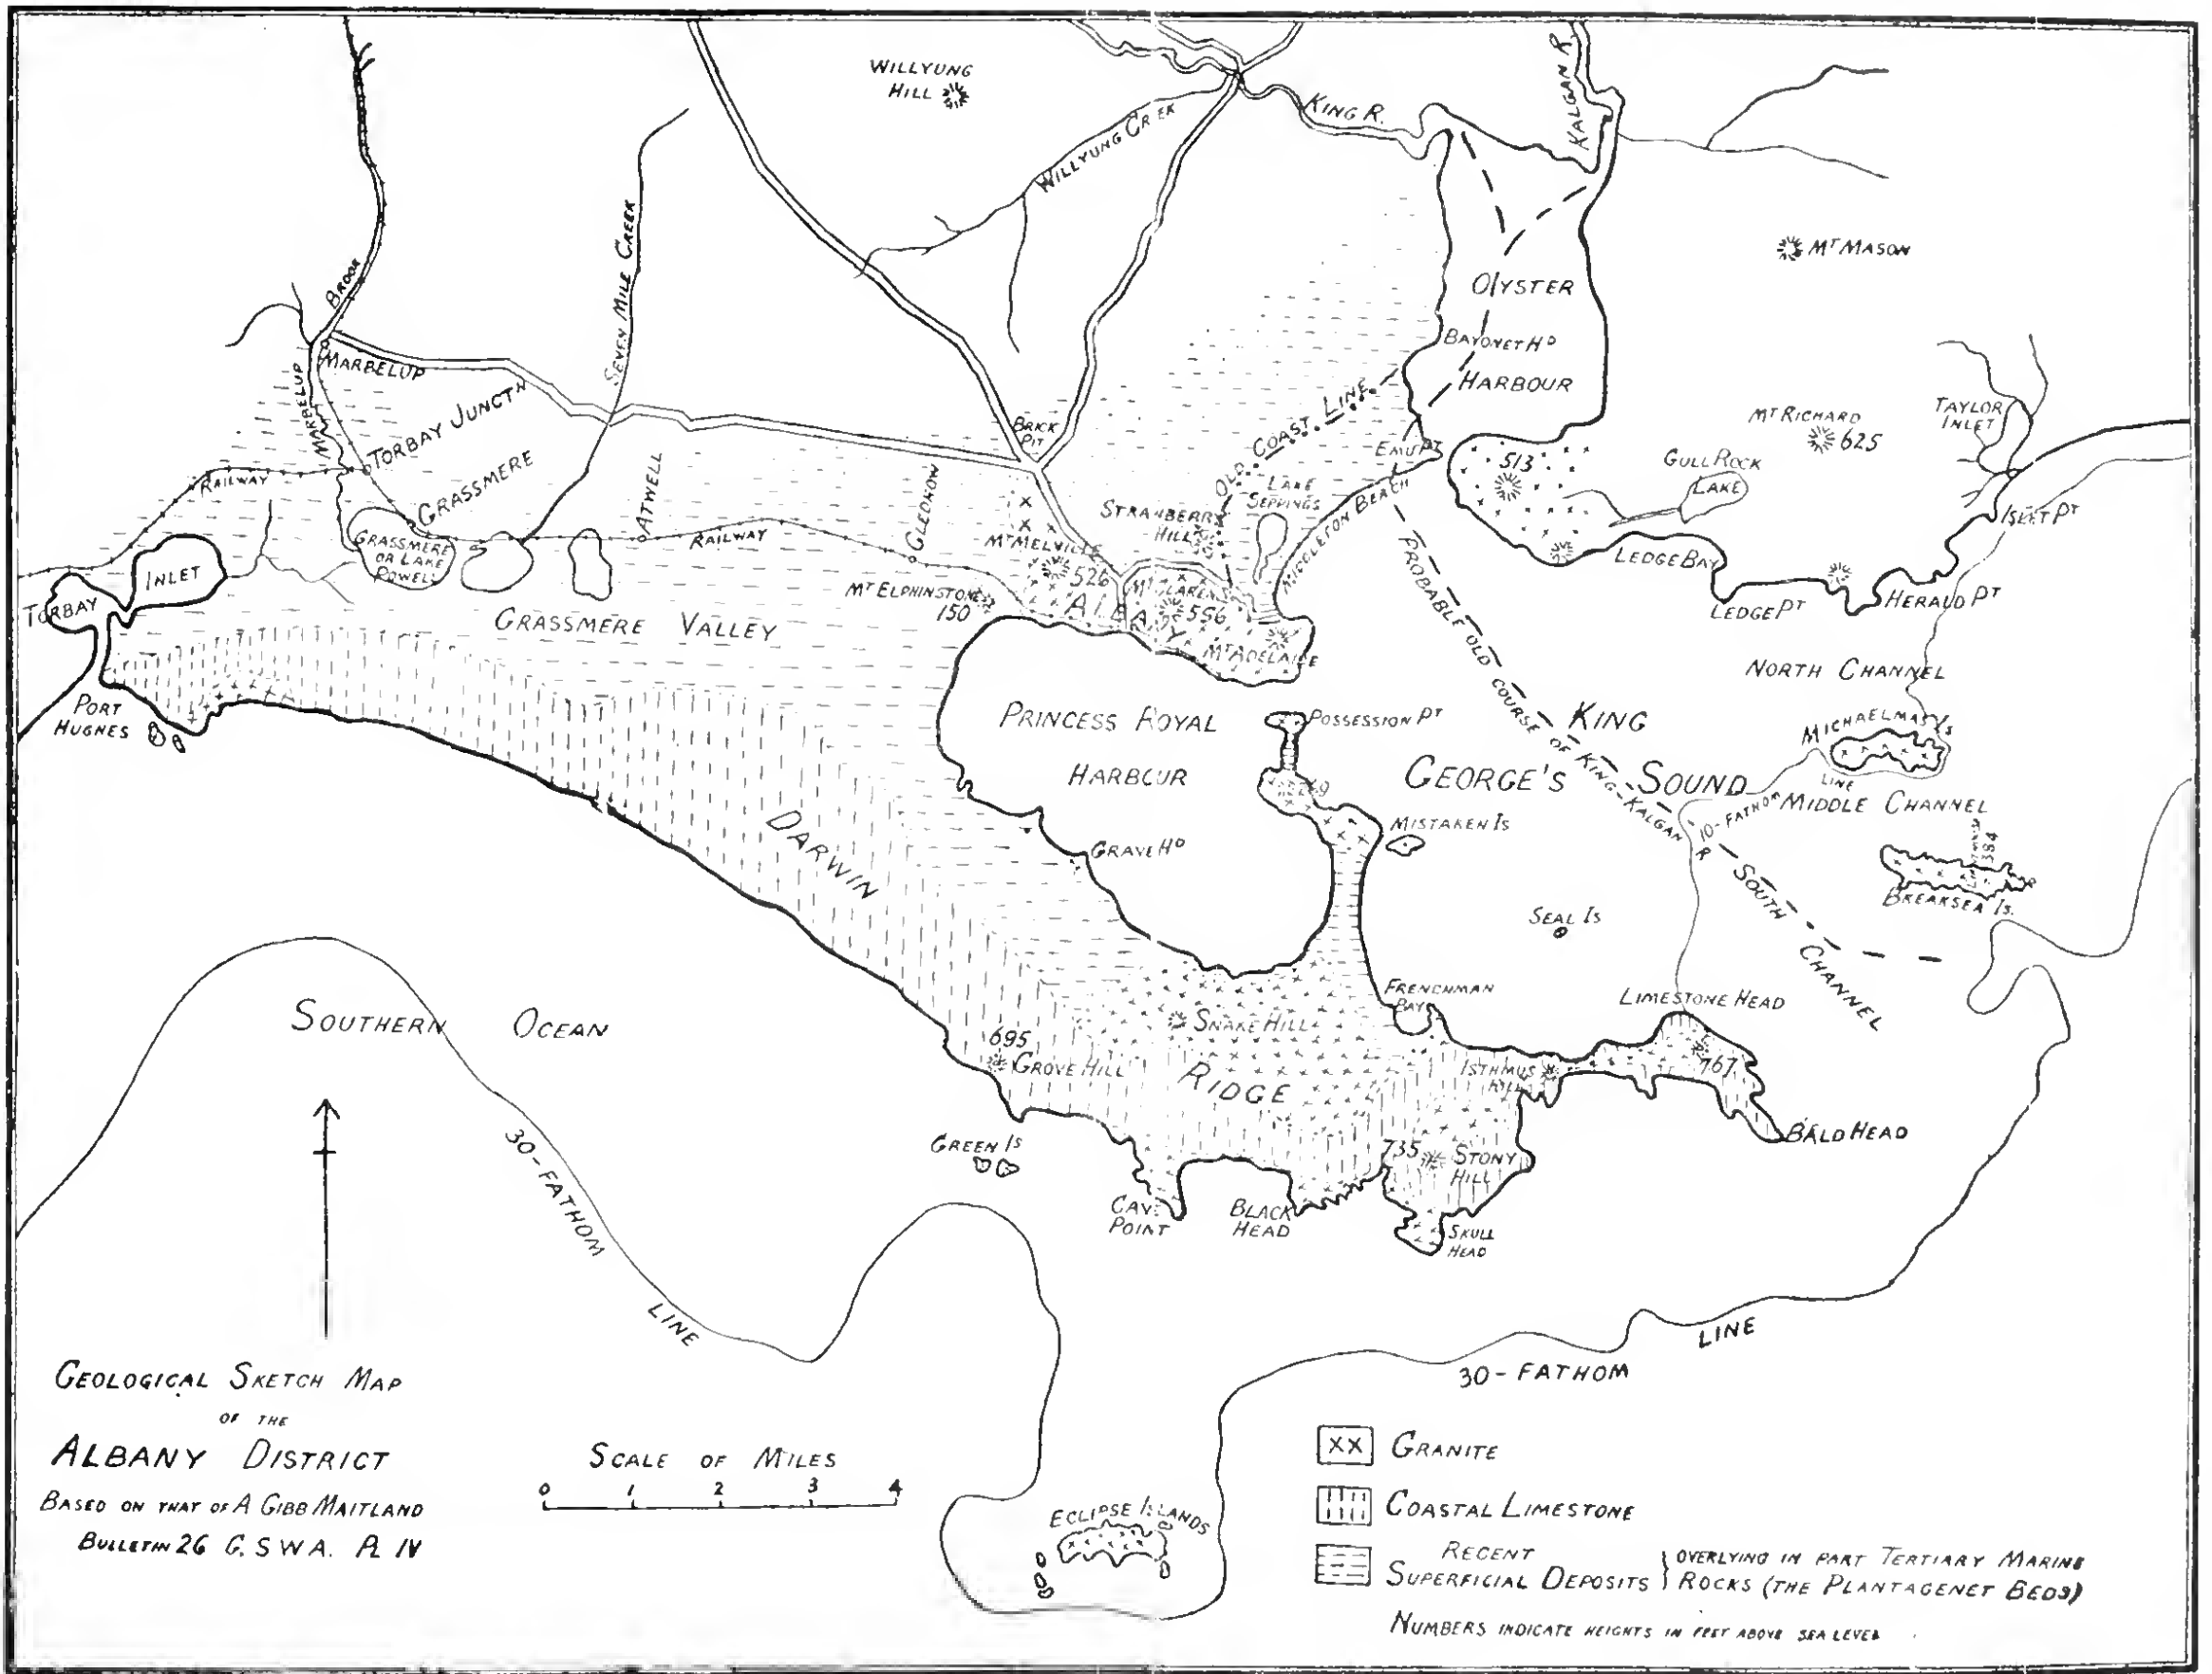 WILLYUNG
HILL
WILLYUNG CREEK
KING R.
KALGAN R.
MT MASON
OYSTER
HARBOUR
BAYONET HD
BROOK
MARBELUP
MARBELUP
SEVEN MILE CREEK
TORBAY JUNCTN
GRASSMERE
RAILWAY
BRICK
PIT
OLD COAST LINE
EMU PT
LAKE
SEPPINGS
STRAWBERRY
HILL
MIDDLETON BEACH
513
MT RICHARD
625
TAYLOR
INLET
GULL ROCK
LAKE
ISLET PT
LEDGE BAY
LEDGE PT
HERALD PT
ATWELL
RAILWAY
GLEDHOW
GRASSMERE
OR LAKE
POWELL
INLET
TORBAY
GRASSMERE VALLEY
MT MELVILLE
526
MT ELPHINSTONE
150
ALBANY
MT CLARENCE
556
MT ADELAIDE
PORT
HUGHES
PRINCESS ROYAL
HARBOUR
POSSESSION PT
PROBABLE OLD COURSE OF KING-KALGAN R
KING
GEORGE'S SOUND
NORTH CHANNEL
MICHAELMAS IS
10-FATHOM LINE
MIDDLE CHANNEL
384
BREAKSEA IS.
SOUTH CHANNEL
MISTAKEN IS
SEAL IS
GRAVE HD
DARWIN
RIDGE
SNAKE HILL
FRENCHMAN
BAY
LIMESTONE HEAD
ISTHMUS
HILL
767
BALD HEAD
695
GROVE HILL
735
STONY
HILL
SKULL
HEAD
BLACK
HEAD
CAVE
POINT
GREEN IS
SOUTHERN OCEAN
30-FATHOM LINE
30-FATHOM LINE
ECLIPSE ISLANDS
GEOLOGICAL SKETCH MAP
OF THE
ALBANY DISTRICT
BASED ON THAT OF A GIBB MAITLAND
BULLETIN 26 G.S W A. PL IV
SCALE OF MILES
0 1 2 3 4
XX GRANITE
COASTAL LIMESTONE
RECENT
SUPERFICIAL DEPOSITS } OVERLYING IN PART TERTIARY MARINE
ROCKS (THE PLANTAGENET BEDS)
NUMBERS INDICATE HEIGHTS IN FEET ABOVE SEA LEVEL